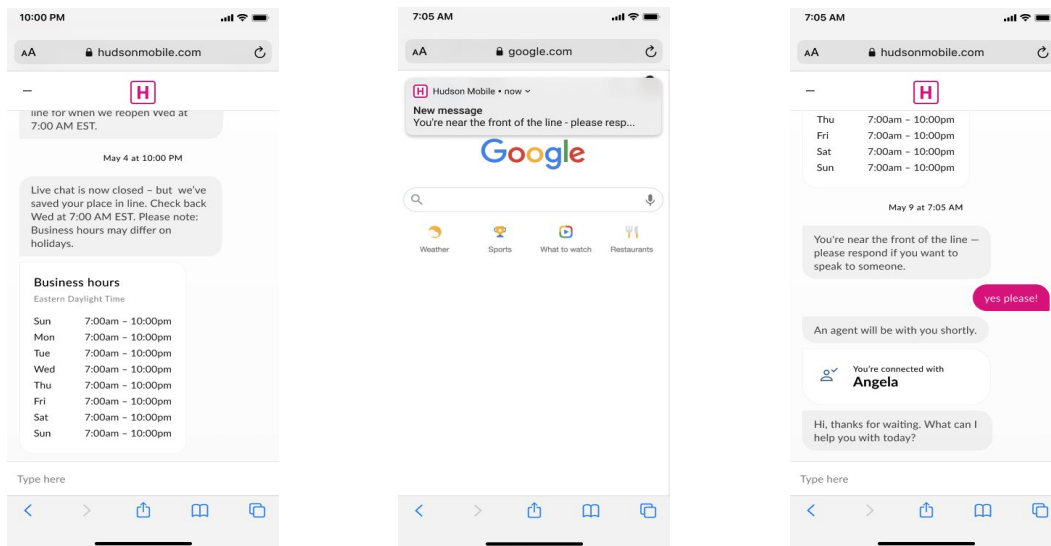 10:00 PM
AA hudsonmobile.com
H
line for when we reopen Wed at
7:00 AM EST.
May 4 at 10:00 PM
Live chat is now closed – but we've
saved your place in line. Check back
Wed at 7:00 AM EST. Please note:
Business hours may differ on
holidays.
Business hours
Eastern Daylight Time
Sun 7:00am – 10:00pm
Mon 7:00am – 10:00pm
Tue 7:00am – 10:00pm
Wed 7:00am – 10:00pm
Thu 7:00am – 10:00pm
Fri 7:00am – 10:00pm
Sat 7:00am – 10:00pm
Sun 7:00am – 10:00pm
Type here
7:05 AM
AA google.com
H Hudson Mobile • now
New message
You're near the front of the line - please resp...
Google
Weather Sports What to watch Restaurants
7:05 AM
AA hudsonmobile.com
H
Thu 7:00am – 10:00pm
Fri 7:00am – 10:00pm
Sat 7:00am – 10:00pm
Sun 7:00am – 10:00pm
May 9 at 7:05 AM
You're near the front of the line —
please respond if you want to
speak to someone.
yes please!
An agent will be with you shortly.
You're connected with
Angela
Hi, thanks for waiting. What can I
help you with today?
Type here